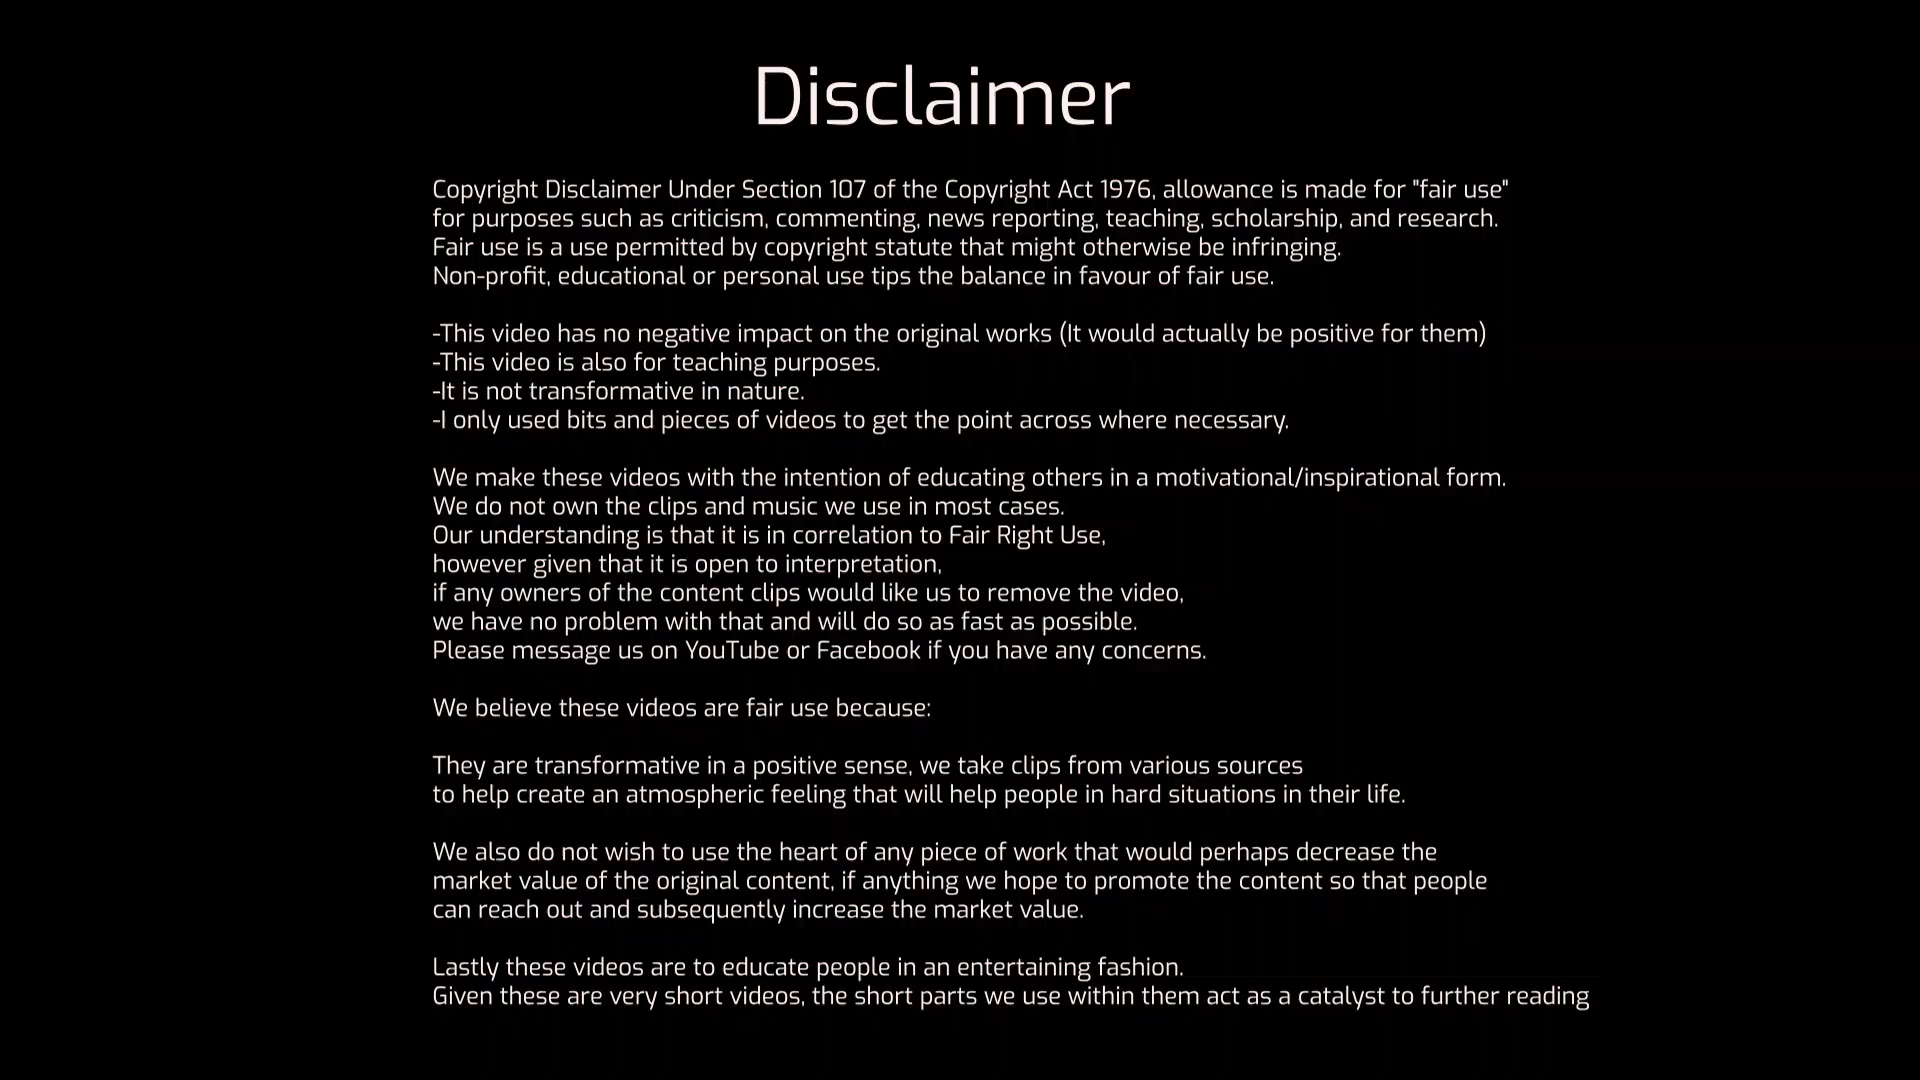 Disclaimer
Copyright Disclaimer Under Section 107 of the Copyright Act 1976, allowance is made for "fair use"
for purposes such as criticism, commenting, news reporting, teaching, scholarship, and research.
Fair use is a use permitted by copyright statute that might otherwise be infringing.
Non-profit, educational or personal use tips the balance in favour of fair use.
-This video has no negative impact on the original works (It would actually be positive for them)
-This video is also for teaching purposes.
-It is not transformative in nature.
-I only used bits and pieces of videos to get the point across where necessary.
We make these videos with the intention of educating others in a motivational/inspirational form.
We do not own the clips and music we use in most cases.
Our understanding is that it is in correlation to Fair Right Use,
however given that it is open to interpretation,
if any owners of the content clips would like us to remove the video,
we have no problem with that and will do so as fast as possible.
Please message us on YouTube or Facebook if you have any concerns.
We believe these videos are fair use because:
They are transformative in a positive sense, we take clips from various sources
to help create an atmospheric feeling that will help people in hard situations in their life.
We also do not wish to use the heart of any piece of work that would perhaps decrease the
market value of the original content, if anything we hope to promote the content so that people
can reach out and subsequently increase the market value.
Lastly these videos are to educate people in an entertaining fashion.
Given these are very short videos, the short parts we use within them act as a catalyst to further reading